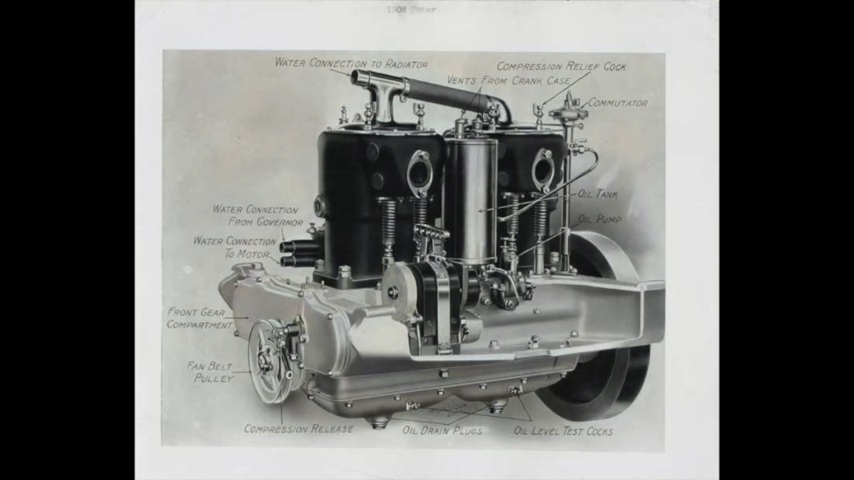 1908 Motor
WATER CONNECTION TO RADIATOR
COMPRESSION RELIEF COCK
VENTS FROM CRANK CASE
COMMUTATOR
OIL TANK
WATER CONNECTION
FROM GOVERNOR
OIL PUMP
WATER CONNECTION
TO MOTOR
FRONT GEAR
COMPARTMENT
FAN BELT
PULLEY
COMPRESSION RELEASE
OIL DRAIN PLUGS
OIL LEVEL TEST COCKS